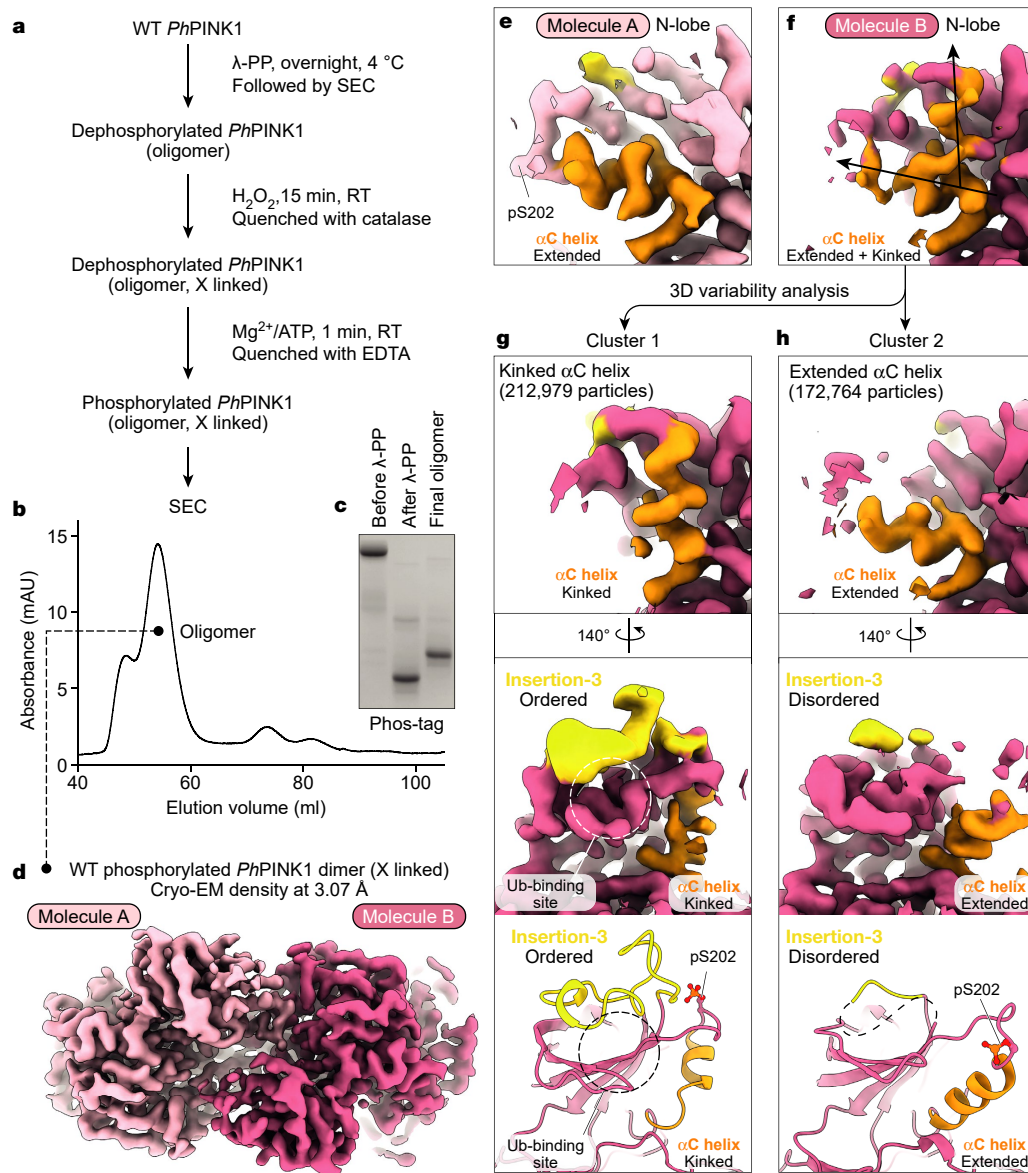 a
WT PhPINK1
λ-PP, overnight, 4 °C
Followed by SEC
Dephosphorylated PhPINK1
(oligomer)
H₂O₂,15 min, RT
Quenched with catalase
Dephosphorylated PhPINK1
(oligomer, X linked)
Mg²⁺/ATP, 1 min, RT
Quenched with EDTA
Phosphorylated PhPINK1
(oligomer, X linked)
SEC
b
Absorbance (mAU)
15
10
5
0
40
60
80
100
Elution volume (ml)
Oligomer
c
Before λ-PP
After λ-PP
Final oligomer
Phos-tag
d
WT phosphorylated PhPINK1 dimer (X linked)
Cryo-EM density at 3.07 Å
Molecule A
Molecule B
e
Molecule A N-lobe
pS202
αC helix
Extended
f
Molecule B N-lobe
αC helix
Extended + Kinked
3D variability analysis
g
Cluster 1
Kinked αC helix
(212,979 particles)
αC helix
Kinked
140°
Insertion-3
Ordered
Ub-binding
site
αC helix
Kinked
Insertion-3
Ordered
pS202
Ub-binding
site
αC helix
Kinked
h
Cluster 2
Extended αC helix
(172,764 particles)
αC helix
Extended
140°
Insertion-3
Disordered
αC helix
Extended
Insertion-3
Disordered
pS202
αC helix
Extended